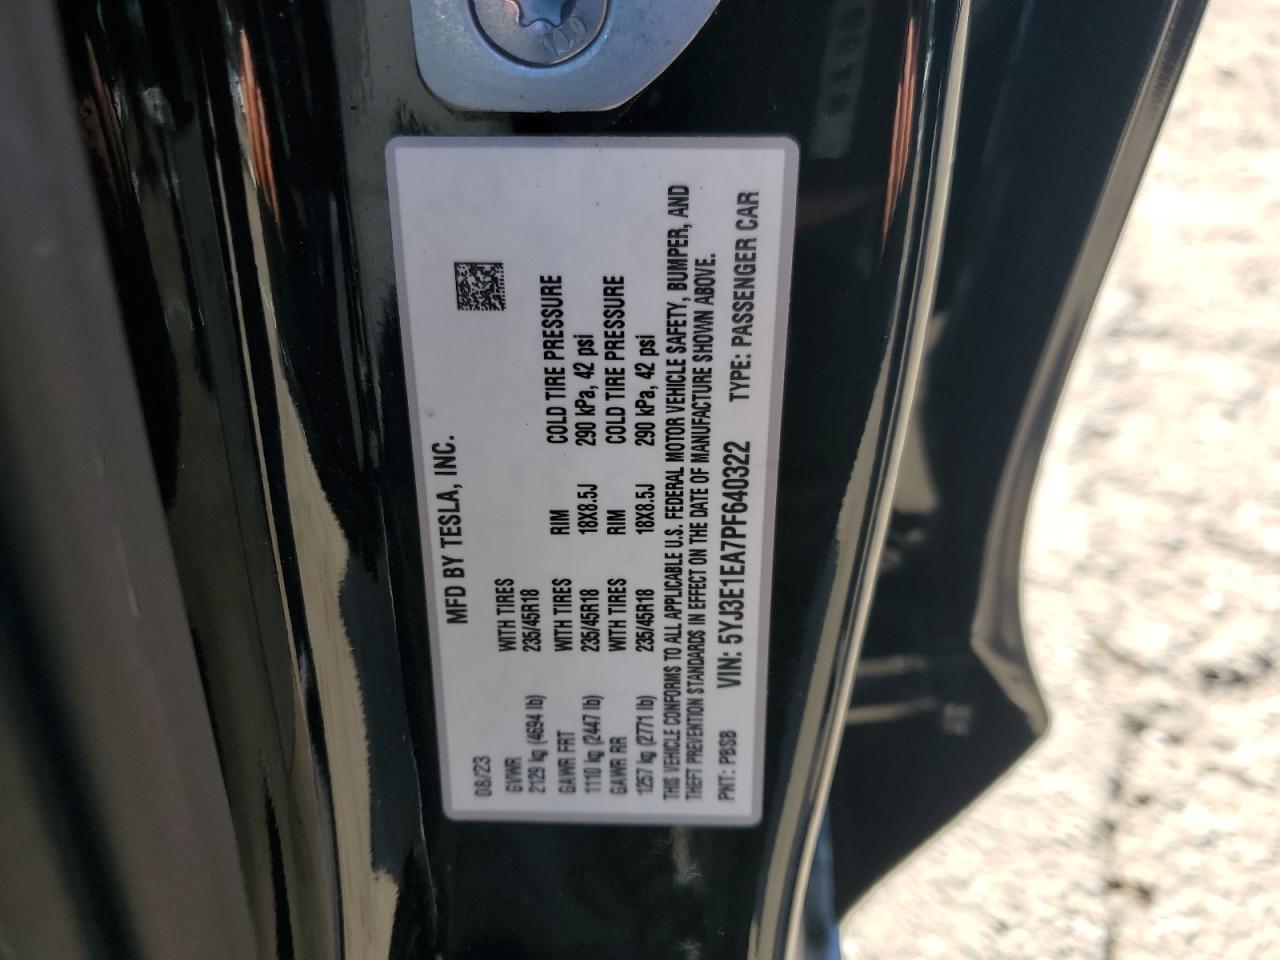 MFD BY TESLA, INC.
08/23
GVWR WITH TIRES RIM COLD TIRE PRESSURE
2129 kg (4694 lb) 235/45R18
GAWR FRT WITH TIRES RIM COLD TIRE PRESSURE
1110 kg (2447 lb) 235/45R18 18X8.5J 290 kPa, 42 psi
GAWR RR WITH TIRES RIM COLD TIRE PRESSURE
1257 kg (2771 lb) 235/45R18 18X8.5J 290 kPa, 42 psi
THIS VEHICLE CONFORMS TO ALL APPLICABLE U.S. FEDERAL MOTOR VEHICLE SAFETY, BUMPER, AND
THEFT PREVENTION STANDARDS IN EFFECT ON THE DATE OF MANUFACTURE SHOWN ABOVE.
PNT: PBSB VIN: 5YJ3E1EA7PF640322 TYPE: PASSENGER CAR